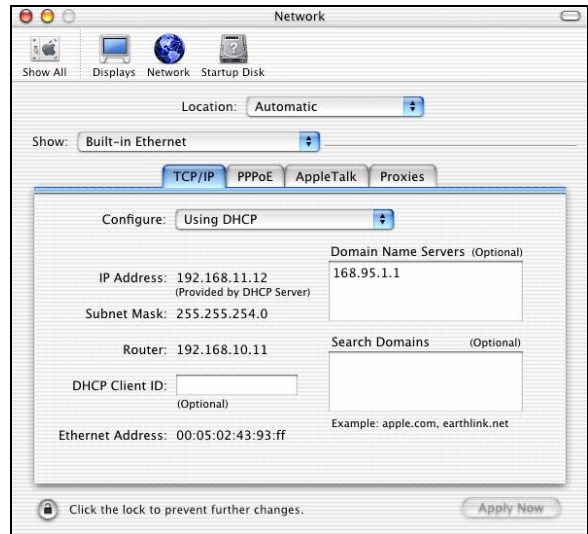 Network
Show All Displays Network Startup Disk
Location: Automatic
Show: Built-in Ethernet
TCP/IP PPPoE AppleTalk Proxies
Configure: Using DHCP
Domain Name Servers (Optional)
168.95.1.1
IP Address: 192.168.11.12
(Provided by DHCP Server)
Subnet Mask: 255.255.254.0
Router: 192.168.10.11
Search Domains (Optional)
DHCP Client ID:
(Optional)
Example: apple.com, earthlink.net
Ethernet Address: 00:05:02:43:93:ff
Click the lock to prevent further changes.
Apply Now